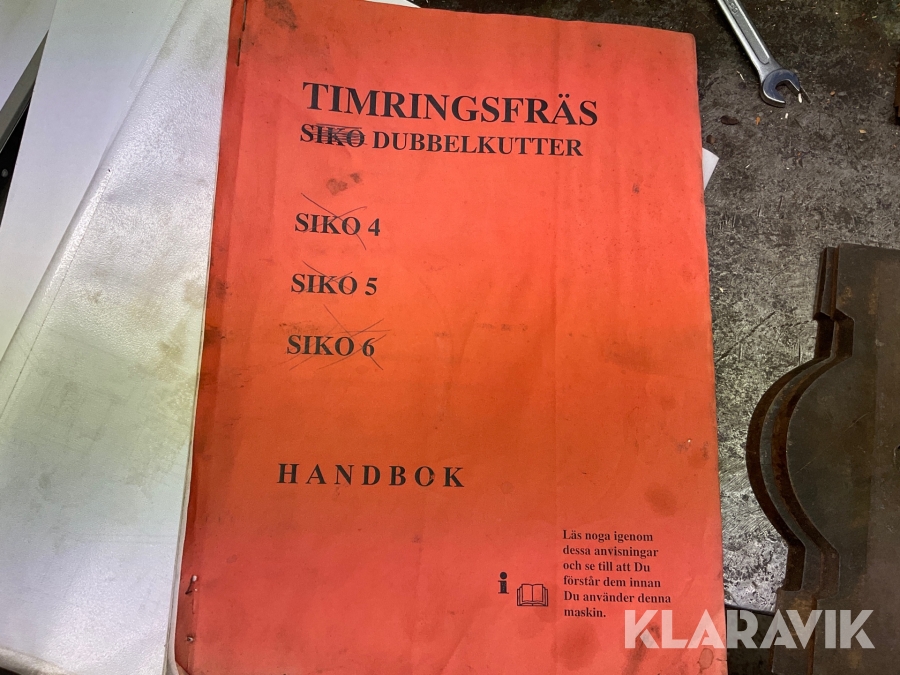 TIMRINGSFRÄS
SIKO DUBBELKUTTER
SIKO 4
SIKO 5
SIKO 6
HANDBOK
Läs noga igenom
dessa anvisningar
och se till att Du
förstår dem innan
Du använder denna
maskin.
i
KLARAVIK